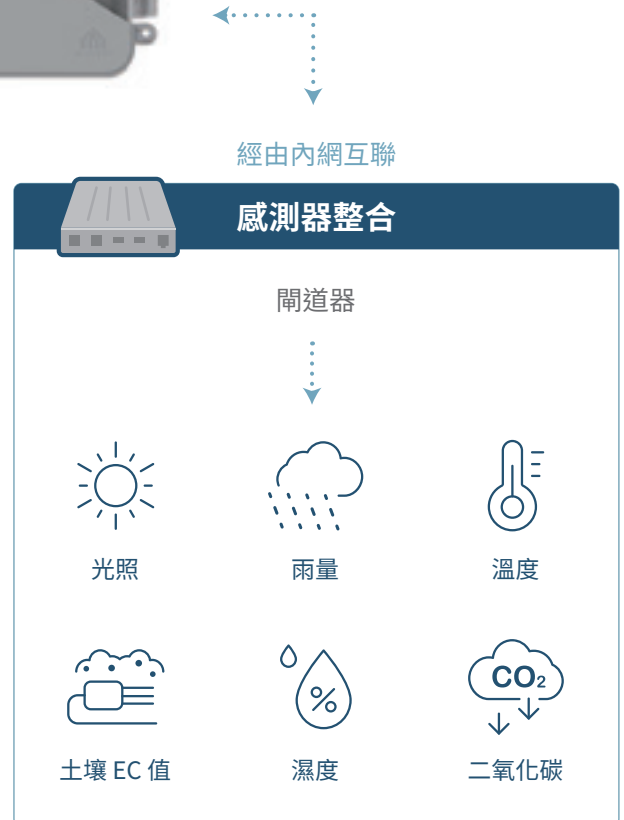 經由內網互聯
感測器整合
閘道器
光照
雨量
溫度
CO₂
土壤 EC 值
濕度
二氧化碳